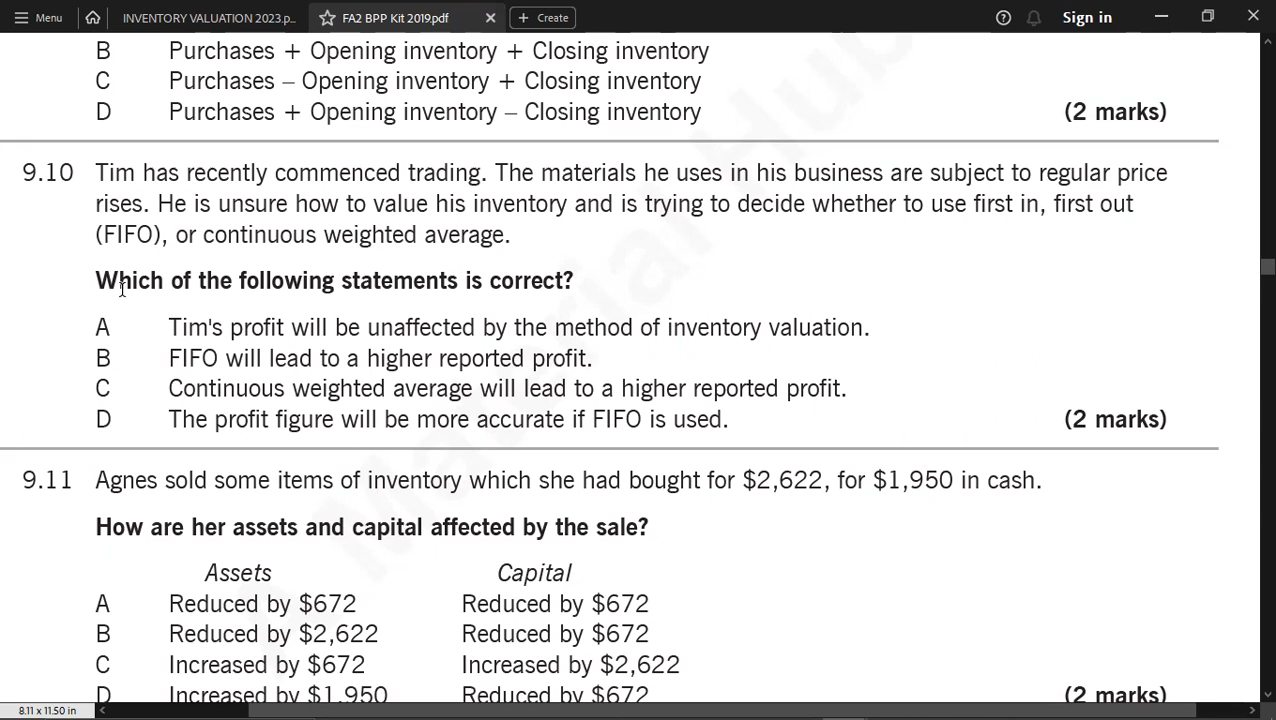 Menu
INVENTORY VALUATION 2023.p...
FA2 BPP Kit 2019.pdf
Create
Sign in
B Purchases + Opening inventory + Closing inventory
C Purchases – Opening inventory + Closing inventory
D Purchases + Opening inventory – Closing inventory (2 marks)
9.10 Tim has recently commenced trading. The materials he uses in his business are subject to regular price
rises. He is unsure how to value his inventory and is trying to decide whether to use first in, first out
(FIFO), or continuous weighted average.
Which of the following statements is correct?
A Tim's profit will be unaffected by the method of inventory valuation.
B FIFO will lead to a higher reported profit.
C Continuous weighted average will lead to a higher reported profit.
D The profit figure will be more accurate if FIFO is used. (2 marks)
9.11 Agnes sold some items of inventory which she had bought for $2,622, for $1,950 in cash.
How are her assets and capital affected by the sale?
Assets Capital
A Reduced by $672 Reduced by $672
B Reduced by $2,622 Reduced by $672
C Increased by $672 Increased by $2,622
D Increased by $1,950 Reduced by $672 (2 marks)
8.11 x 11.50 in